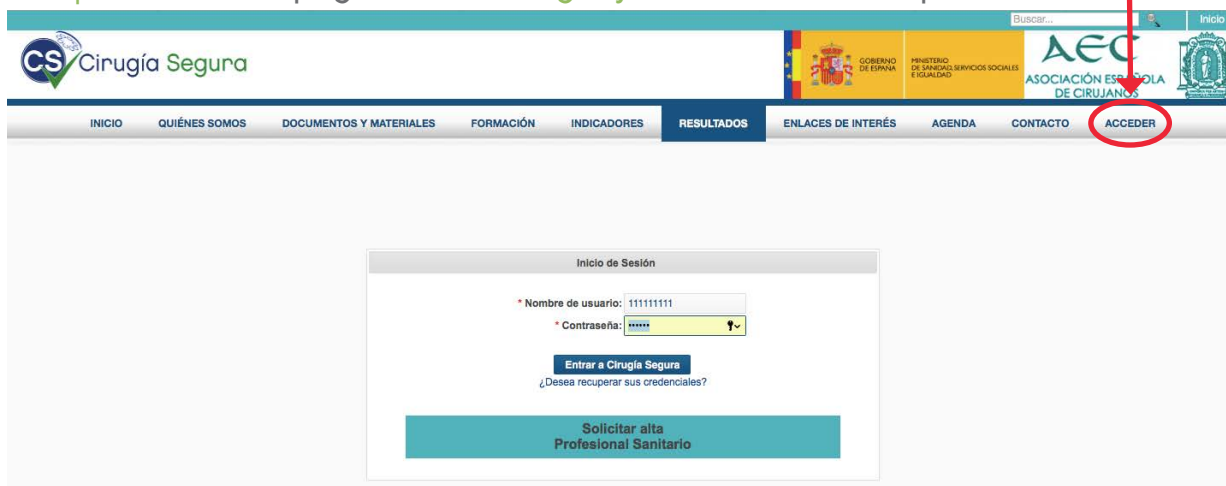 Buscar...
Inicio
CS Cirugía Segura
GOBIERNO
DE ESPAÑA
MINISTERIO
DE SANIDAD, SERVICIOS SOCIALES
E IGUALDAD
AEC
ASOCIACIÓN ESPAÑOLA
DE CIRUJANOS
INICIO QUIÉNES SOMOS DOCUMENTOS Y MATERIALES FORMACIÓN INDICADORES RESULTADOS ENLACES DE INTERÉS AGENDA CONTACTO ACCEDER
Inicio de Sesión
* Nombre de usuario: 111111111
* Contraseña: ••••••
Entrar a Cirugía Segura
¿Desea recuperar sus credenciales?
Solicitar alta
Profesional Sanitario